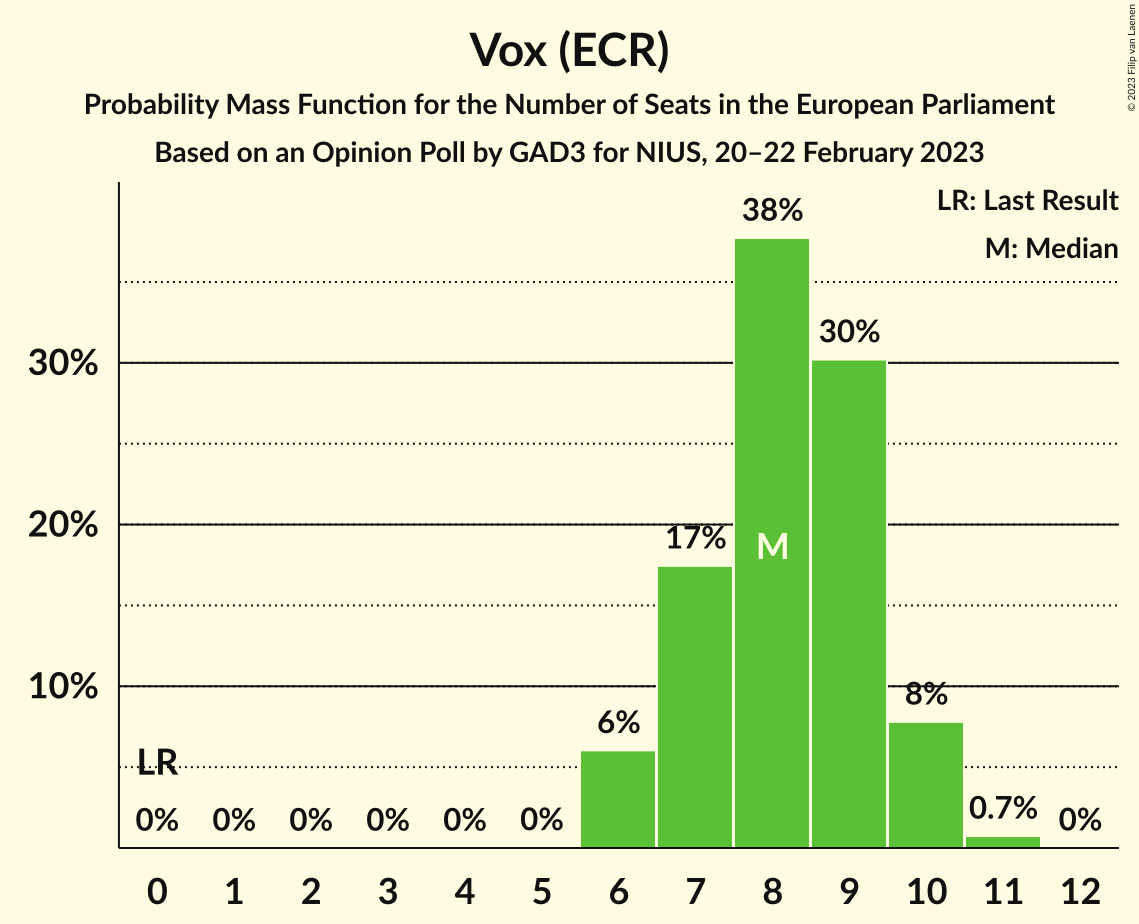 Vox (ECR)
Probability Mass Function for the Number of Seats in the European Parliament
Based on an Opinion Poll by GAD3 for NIUS, 20–22 February 2023
© 2023 Filip van Laenen
LR: Last Result
M: Median
38%
30%
30%
20%
17%
M
10%
8%
6%
LR
0% 0% 0% 0% 0% 0% 0.7% 0%
0 1 2 3 4 5 6 7 8 9 10 11 12